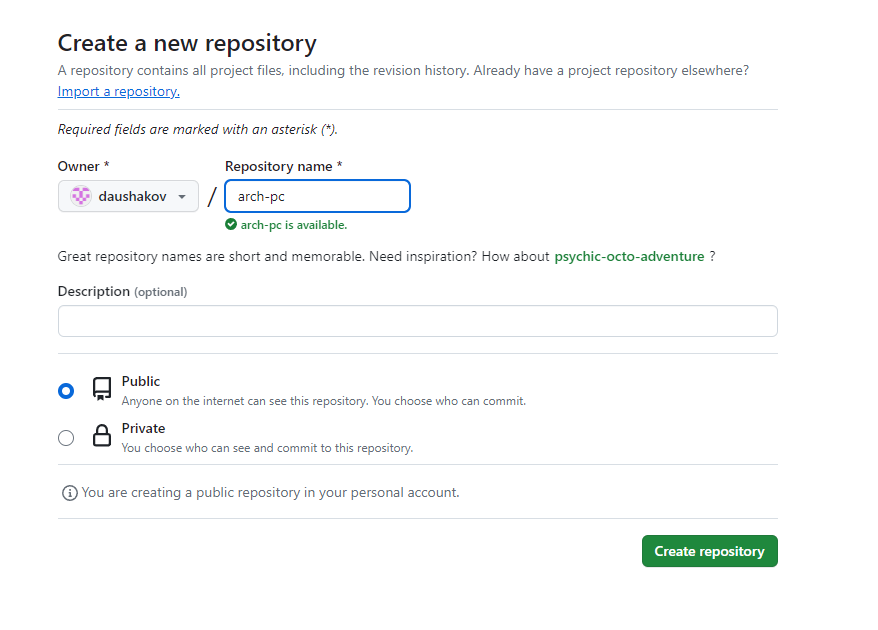 Create a new repository
A repository contains all project files, including the revision history. Already have a project repository elsewhere?
Import a repository.
Required fields are marked with an asterisk (*).
Owner * Repository name *
daushakov / arch-pc
arch-pc is available.
Great repository names are short and memorable. Need inspiration? How about psychic-octo-adventure ?
Description (optional)
Public
Anyone on the internet can see this repository. You choose who can commit.
Private
You choose who can see and commit to this repository.
You are creating a public repository in your personal account.
Create repository